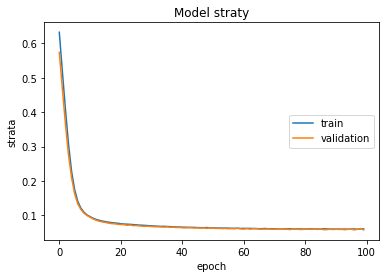 Model straty
0.6
0.5
0.4
0.3
0.2
0.1
strata
train
validation
0 20 40 60 80 100
epoch